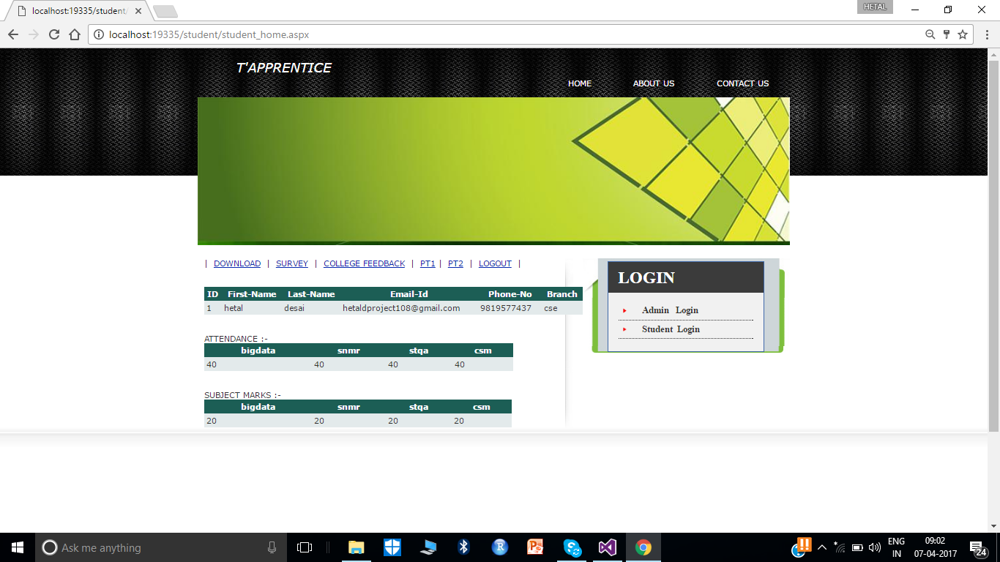 localhost:19335/student/
HETAL
localhost:19335/student/student_home.aspx
T'APPRENTICE
HOME ABOUT US CONTACT US
| DOWNLOAD | SURVEY | COLLEGE FEEDBACK | PT1 | PT2 | LOGOUT |
LOGIN
Admin Login
Student Login
ID First-Name Last-Name Email-Id Phone-No Branch
1 hetal desai hetaldproject108@gmail.com 9819577437 cse
ATTENDANCE :-
bigdata snmr stqa csm
40 40 40 40
SUBJECT MARKS :-
bigdata snmr stqa csm
20 20 20 20
Ask me anything
ENG
IN
09:02
07-04-2017
24